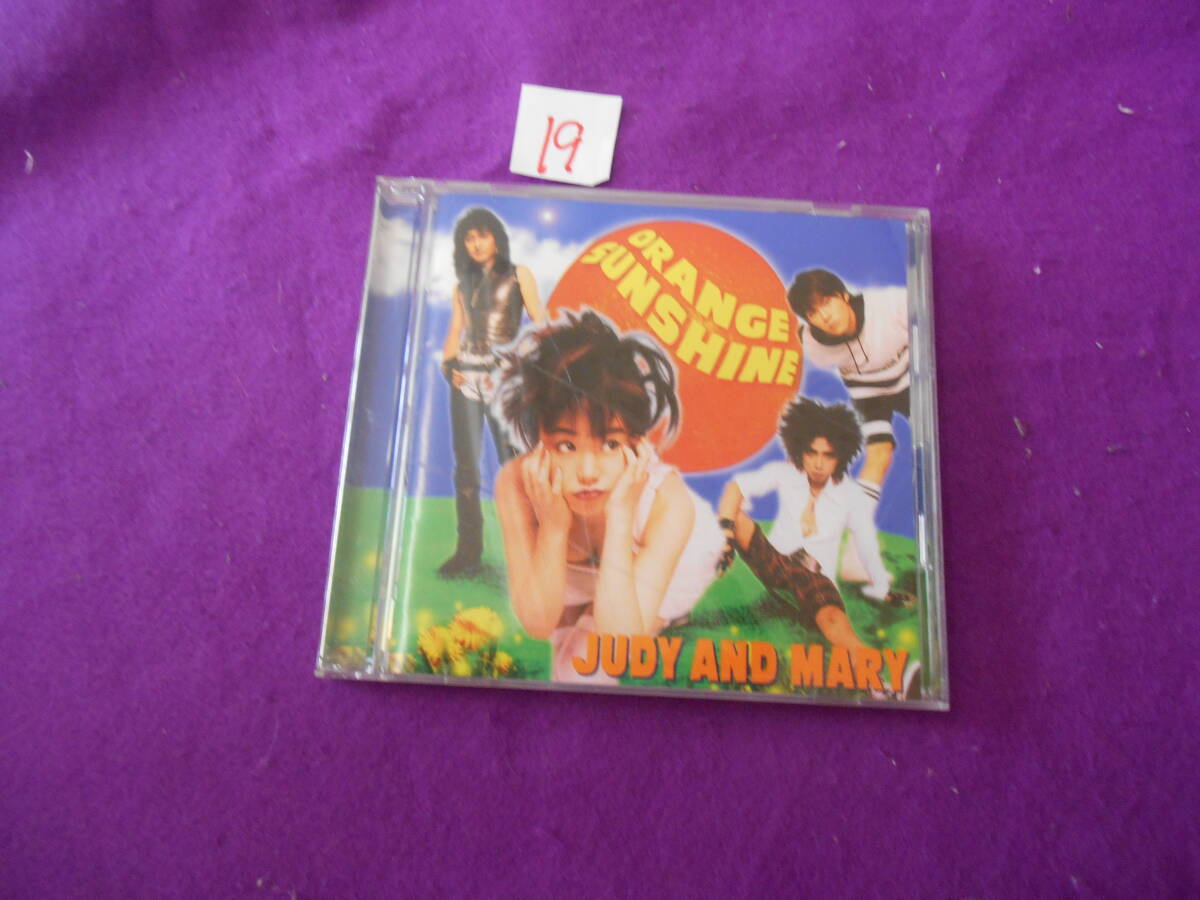 19
ORANGE
SUNSHINE
JUDY AND MARY